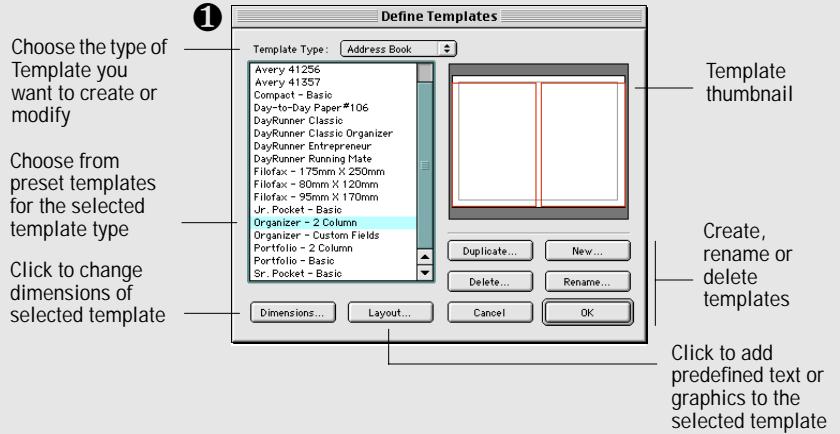 ❶
Define Templates
Choose the type of
Template you
want to create or
modify
Template Type: Address Book
Avery 41256
Avery 41357
Compact - Basic
Day-to-Day Paper #106
DayRunner Classic
DayRunner Classic Organizer
DayRunner Entrepreneur
DayRunner Running Mate
Filofax - 175mm X 250mm
Filofax - 80mm X 120mm
Filofax - 95mm X 170mm
Jr. Pocket - Basic
Organizer - 2 Column
Organizer - Custom Fields
Portfolio - 2 Column
Portfolio - Basic
Sr. Pocket - Basic
Template
thumbnail
Choose from
preset templates
for the selected
template type
Click to change
dimensions of
selected template
Duplicate... New...
Delete... Rename...
Dimensions... Layout... Cancel OK
Create,
rename or
delete
templates
Click to add
predefined text or
graphics to the
selected template